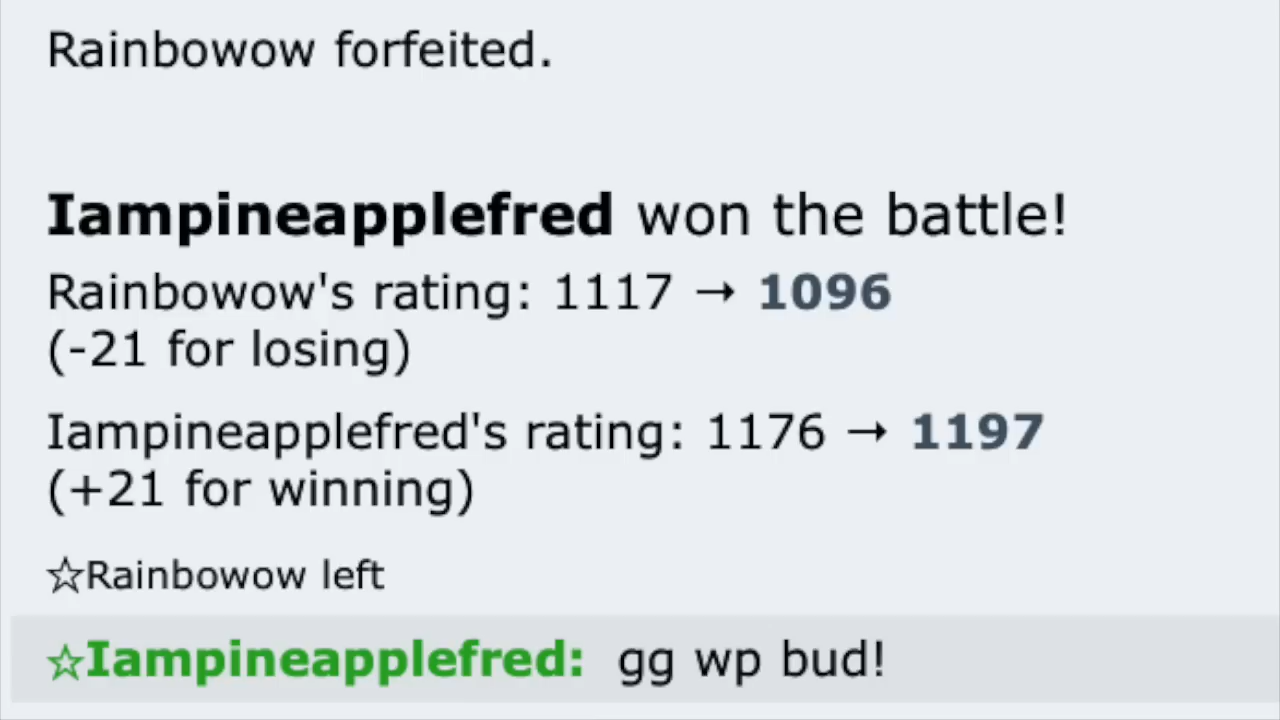 Rainbowow forfeited.
Iampineapplefred won the battle!
Rainbowow's rating: 1117 → 1096
(-21 for losing)
Iampineapplefred's rating: 1176 → 1197
(+21 for winning)
☆Rainbowow left
☆Iampineapplefred: gg wp bud!